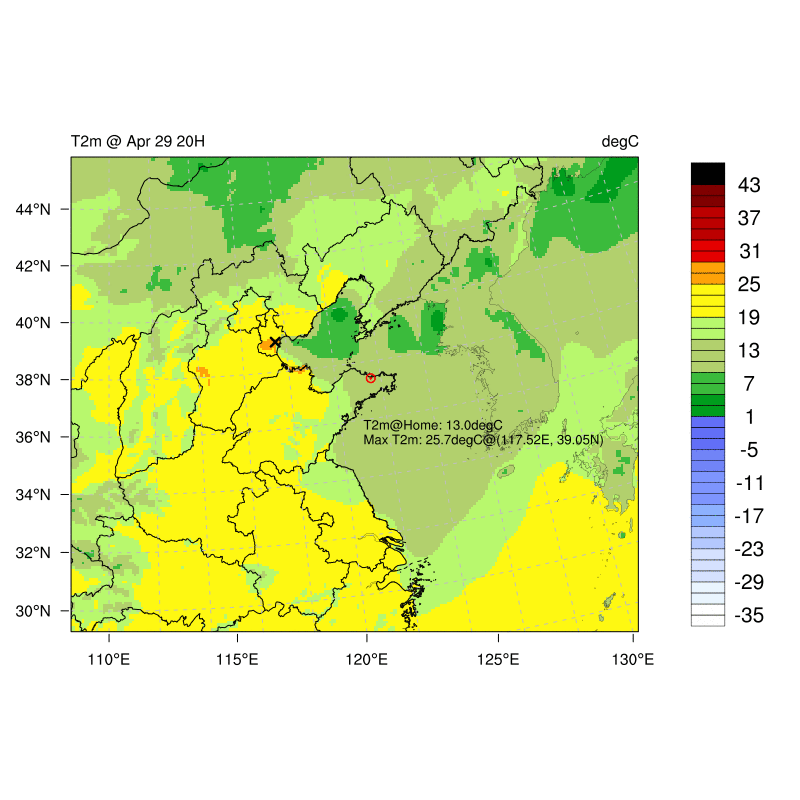 T2m @ Apr 29 20H
degC
44°N
42°N
40°N
38°N
36°N
34°N
32°N
30°N
110°E
115°E
120°E
125°E
130°E
T2m@Home: 13.0degC
Max T2m: 25.7degC@(117.52E, 39.05N)
43
37
31
25
19
13
7
1
-5
-11
-17
-23
-29
-35